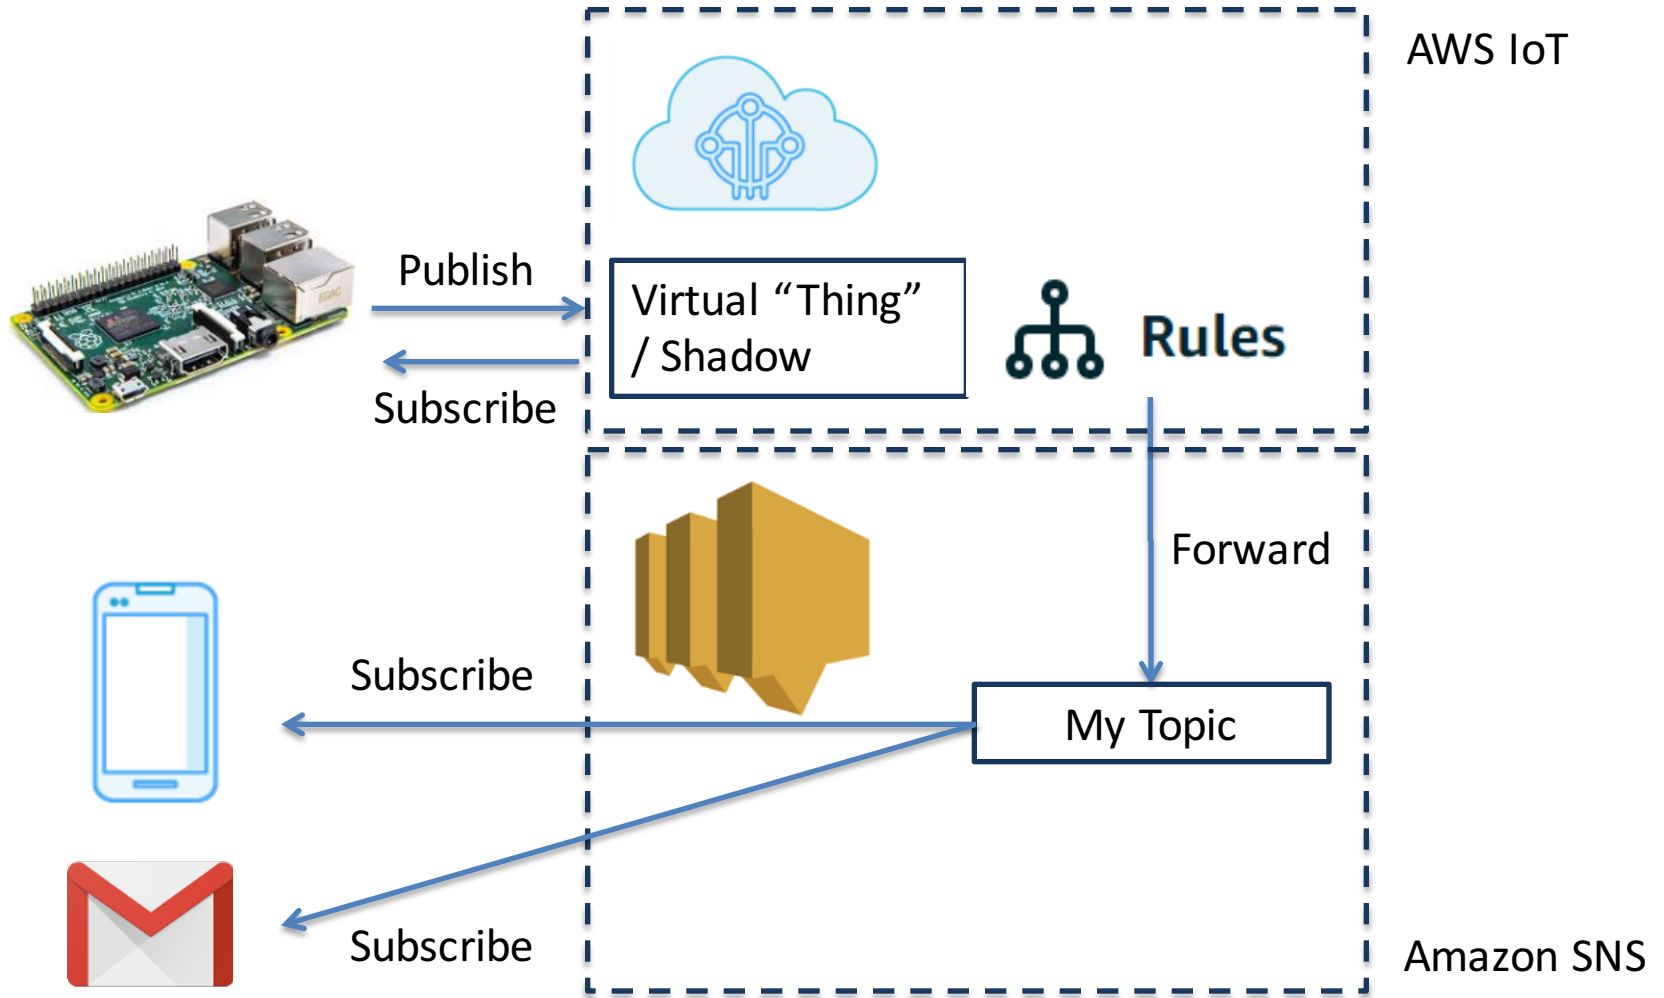 AWS IoT
Publish
Virtual “Thing”
/ Shadow
Rules
Subscribe
Forward
Subscribe
My Topic
Subscribe
Amazon SNS